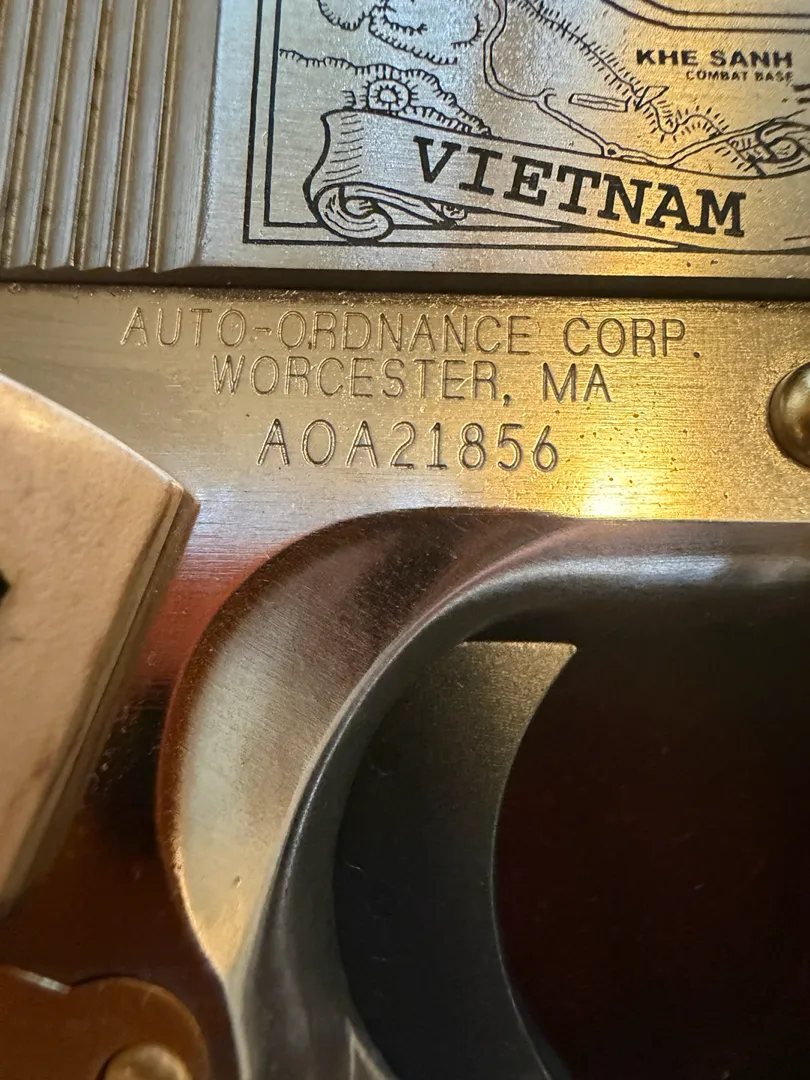 KHE SANH
COMBAT BASE
VIETNAM
AUTO-ORDNANCE CORP.
WORCESTER, MA
AOA21856